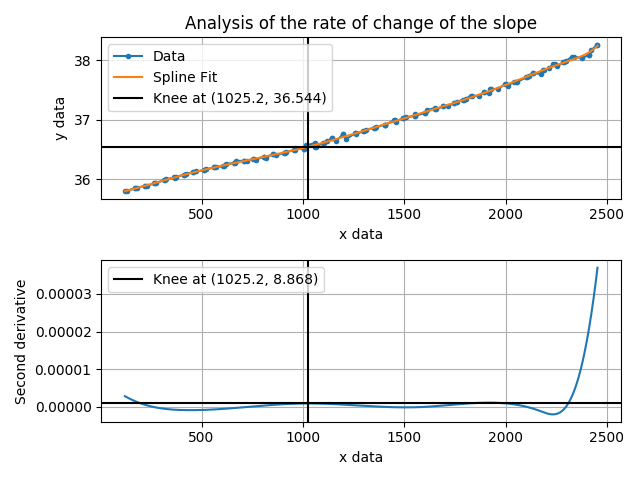 Analysis of the rate of change of the slope
Data
Spline Fit
Knee at (1025.2, 36.544)
y data
38
37
36
500 1000 1500 2000 2500
x data
Knee at (1025.2, 8.868)
Second derivative
0.00003
0.00002
0.00001
0.00000
500 1000 1500 2000 2500
x data